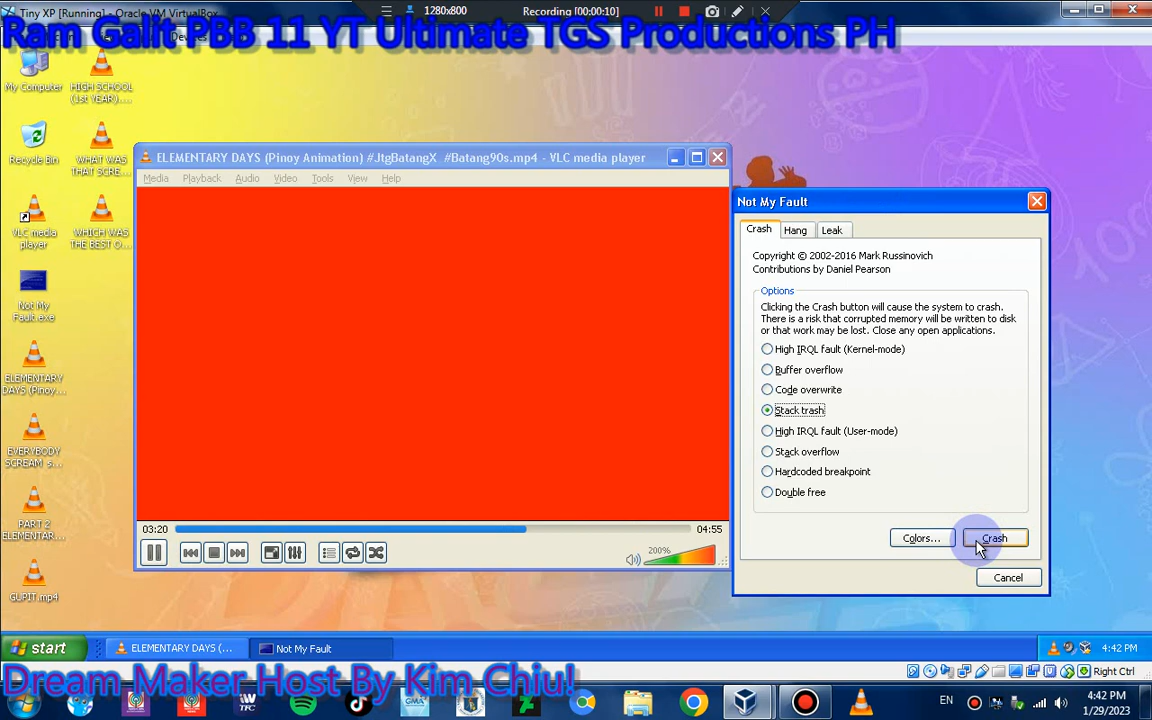 Tiny XP [Running] - Oracle VM VirtualBox
1280x800
Recording [00:00:10]
Ram Galit PBB 11 YT Ultimate TGS Productions PH
My Computer
HIGH SCHOOL
(1st YEAR)....
Recycle Bin
WHAT WAS
THAT SCRE...
VLC media
player
WHICH WAS
THE BEST O...
Not My
Fault.exe
ELEMENTARY
DAYS (Pinoy...
EVERYBODY
SCREAM s...
PART 2
ELEMENTAR...
GUPIT.mp4
ELEMENTARY DAYS (Pinoy Animation) #JtgBatangX #Batang90s.mp4 - VLC media player
Media Playback Audio Video Tools View Help
03:20
04:55
200%
Not My Fault
Crash Hang Leak
Copyright © 2002-2016 Mark Russinovich
Contributions by Daniel Pearson
Options
Clicking the Crash button will cause the system to crash.
There is a risk that corrupted memory will be written to disk
or that work may be lost. Close any open applications.
High IRQL fault (Kernel-mode)
Buffer overflow
Code overwrite
Stack trash
High IRQL fault (User-mode)
Stack overflow
Hardcoded breakpoint
Double free
Colors...
Crash
Cancel
start
ELEMENTARY DAYS (...
Not My Fault
4:42 PM
Right Ctrl
Dream Maker Host By Kim Chiu!
TFC
GMA
EN
4:42 PM
1/29/2023